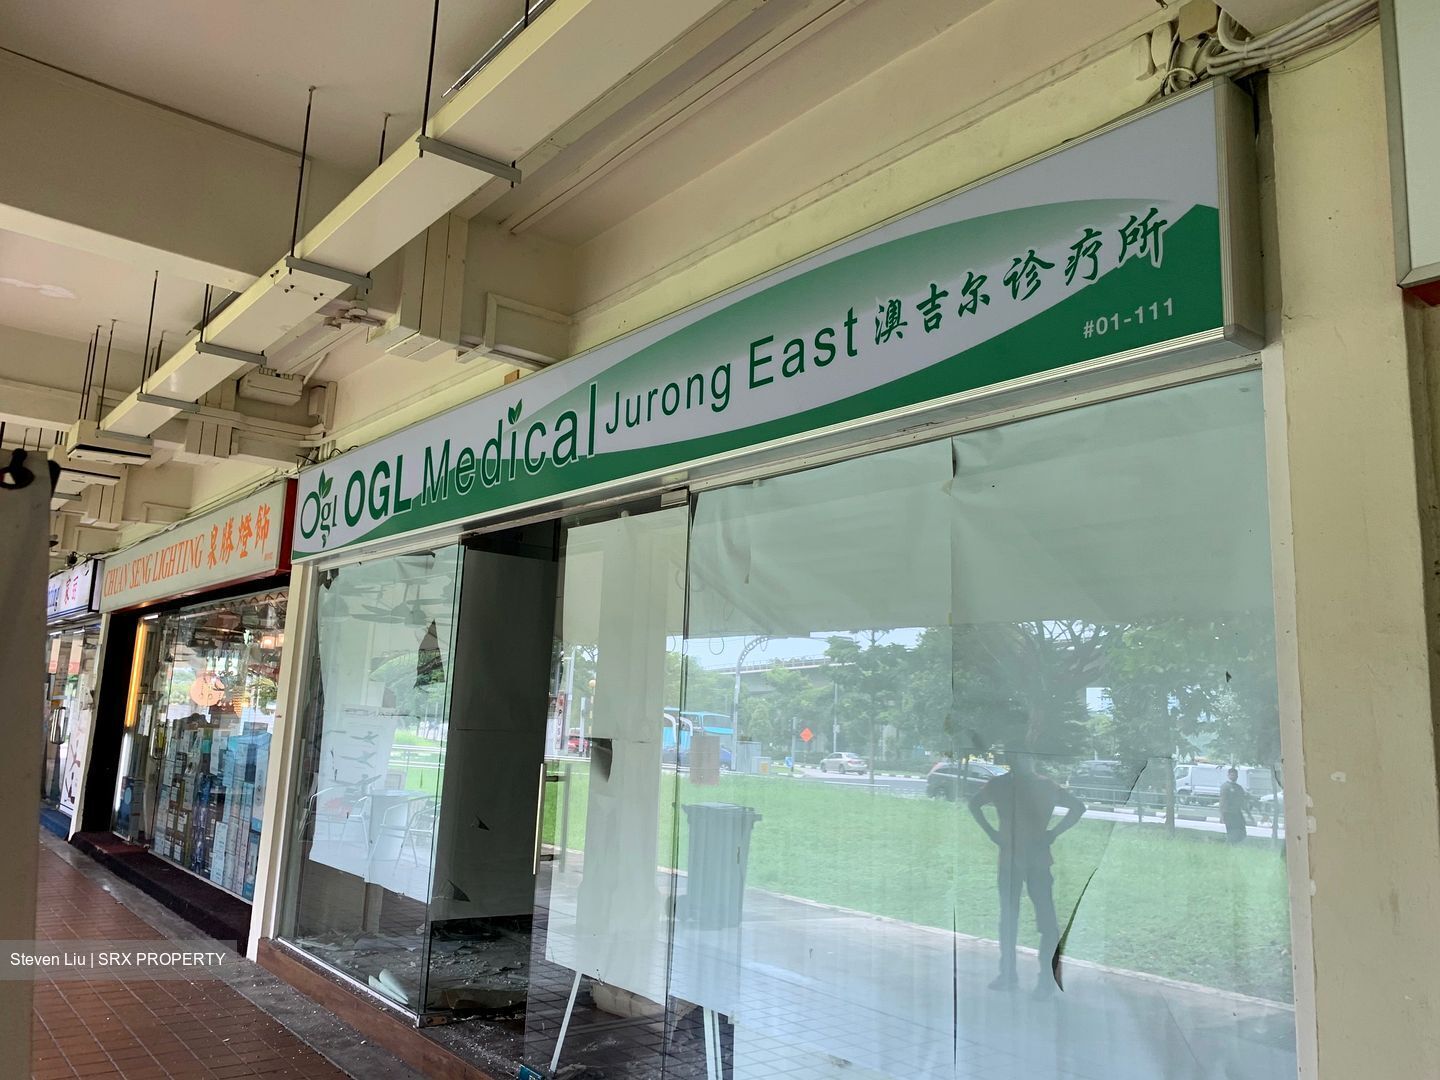 Ogl OGL Medical Jurong East 澳吉尔诊疗所
#01-111
CHUAN SENG LIGHTING 泉勝燈飾
Steven Liu | SRX PROPERTY